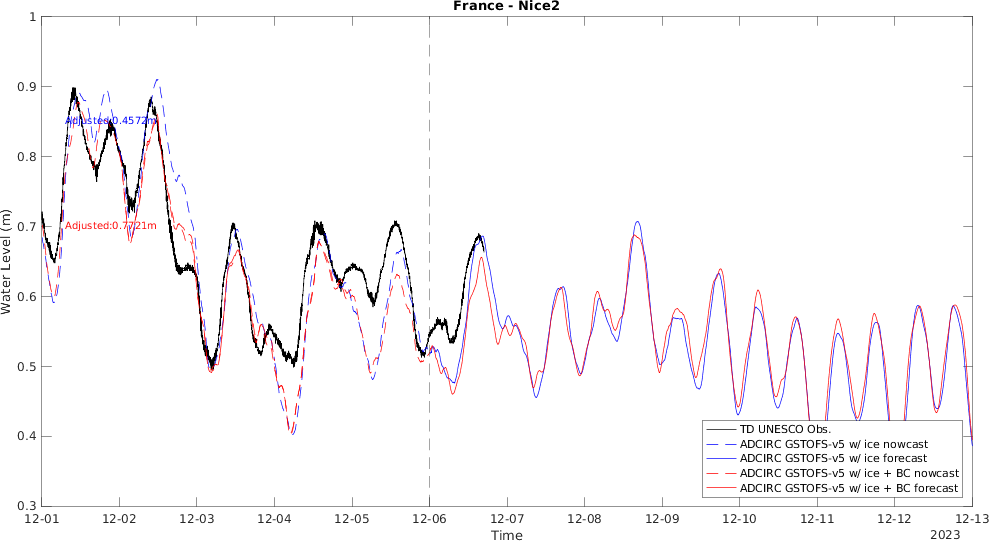 France - Nice2
1
0.9
0.8
0.7
0.6
0.5
0.4
0.3
Water Level (m)
Adjusted:0.4572m
Adjusted:0.7721m
TD UNESCO Obs.
ADCIRC GSTOFS-v5 w/ ice nowcast
ADCIRC GSTOFS-v5 w/ ice forecast
ADCIRC GSTOFS-v5 w/ ice + BC nowcast
ADCIRC GSTOFS-v5 w/ ice + BC forecast
12-01 12-02 12-03 12-04 12-05 12-06 12-07 12-08 12-09 12-10 12-11 12-12 12-13
Time
2023